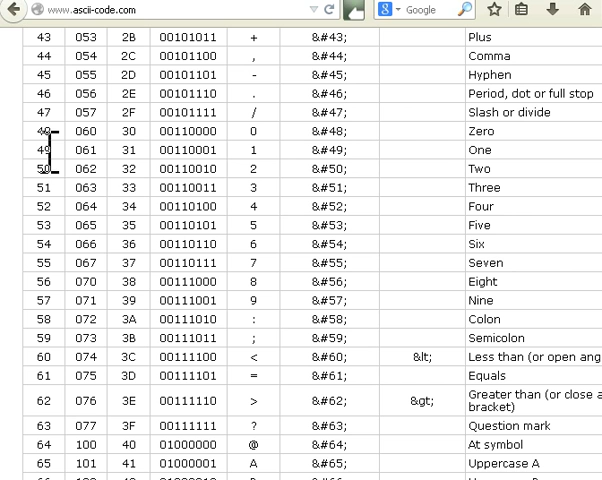 www.ascii-code.com Google
43 053 2B 00101011 + &#43; Plus
44 054 2C 00101100 , &#44; Comma
45 055 2D 00101101 - &#45; Hyphen
46 056 2E 00101110 . &#46; Period, dot or full stop
47 057 2F 00101111 / &#47; Slash or divide
48 060 30 00110000 0 &#48; Zero
49 061 31 00110001 1 &#49; One
50 062 32 00110010 2 &#50; Two
51 063 33 00110011 3 &#51; Three
52 064 34 00110100 4 &#52; Four
53 065 35 00110101 5 &#53; Five
54 066 36 00110110 6 &#54; Six
55 067 37 00110111 7 &#55; Seven
56 070 38 00111000 8 &#56; Eight
57 071 39 00111001 9 &#57; Nine
58 072 3A 00111010 : &#58; Colon
59 073 3B 00111011 ; &#59; Semicolon
60 074 3C 00111100 < &#60; &lt; Less than (or open ang
61 075 3D 00111101 = &#61; Equals
62 076 3E 00111110 > &#62; &gt; Greater than (or close a
bracket)
63 077 3F 00111111 ? &#63; Question mark
64 100 40 01000000 @ &#64; At symbol
65 101 41 01000001 A &#65; Uppercase A